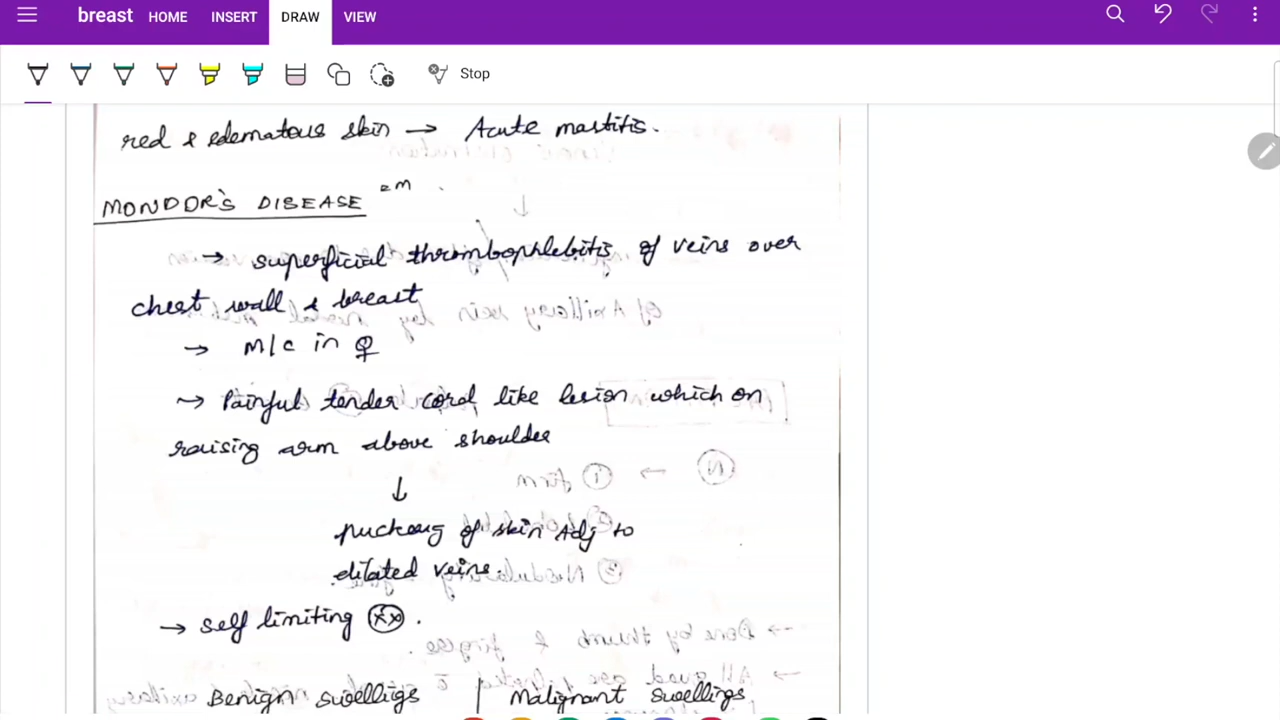 breast HOME INSERT DRAW VIEW
Stop
red & edematous skin → Acute mastitis.
MONDOR'S DISEASE
→ superficial thrombophlebitis of veins over
chest wall & breast
→ M/c in ♀
→ Painful tender cord like lesion which on
raising arm above shoulder
↓
puckering of skin Adj to
dilated veins.
→ self limiting
Benign swelligs | Malignant swellings